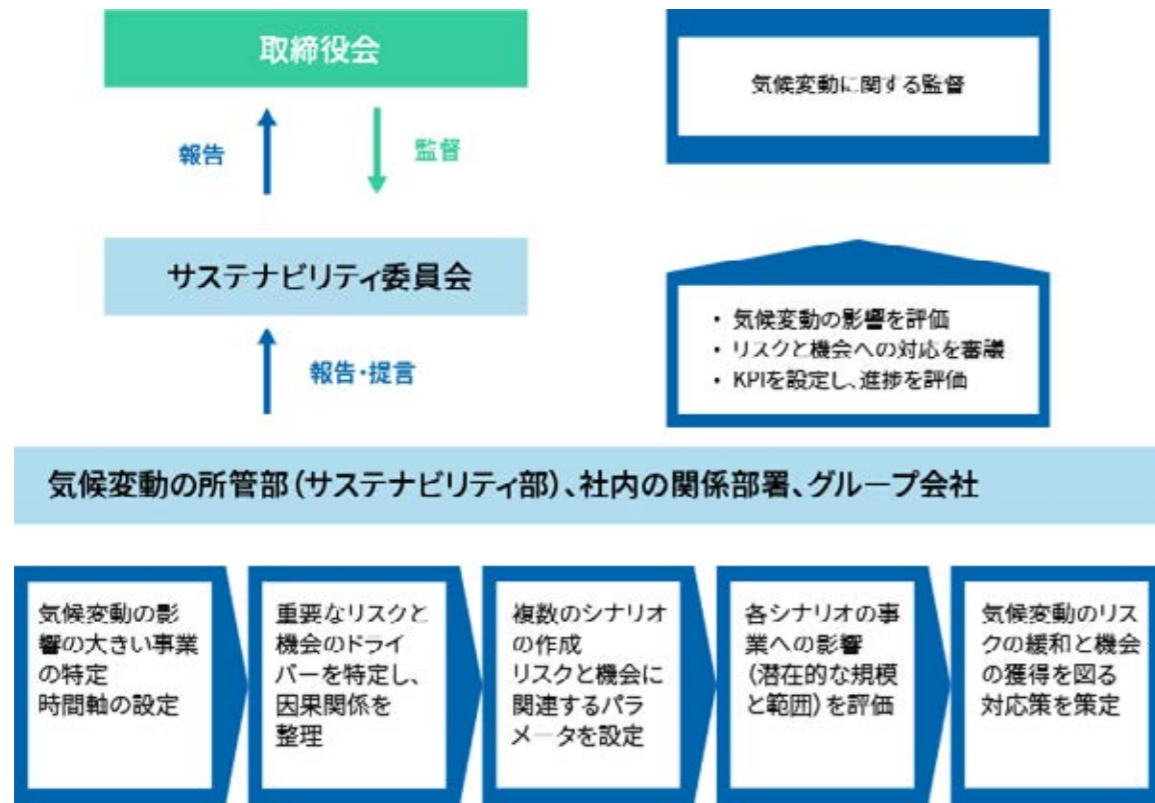 取締役会
気候変動に関する監督
報告
監督
サステナビリティ委員会
・ 気候変動の影響を評価
・ リスクと機会への対応を審議
・ KPIを設定し、進捗を評価
報告・提言
気候変動の所管部（サステナビリティ部）、社内の関係部署、グループ会社
気候変動の影
響の大きい事業
の特定
時間軸の設定
重要なリスクと
機会のドライ
バーを特定し、
因果関係を
整理
複数のシナリオ
の作成
リスクと機会に
関連するパラ
メータを設定
各シナリオの事
業への影響
（潜在的な規模
と範囲）を評価
気候変動のリス
クの緩和と機会
の獲得を図る
対応策を策定